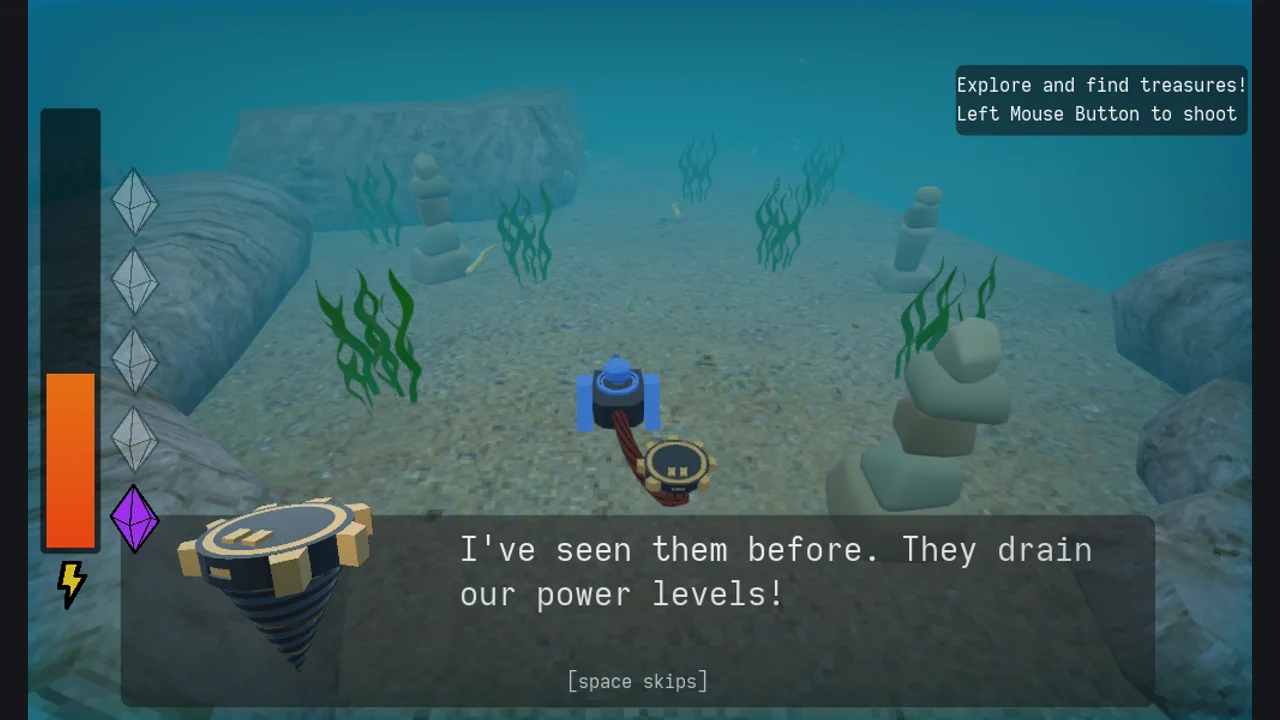 Explore and find treasures!
Left Mouse Button to shoot
I've seen them before. They drain
our power levels!
[space skips]